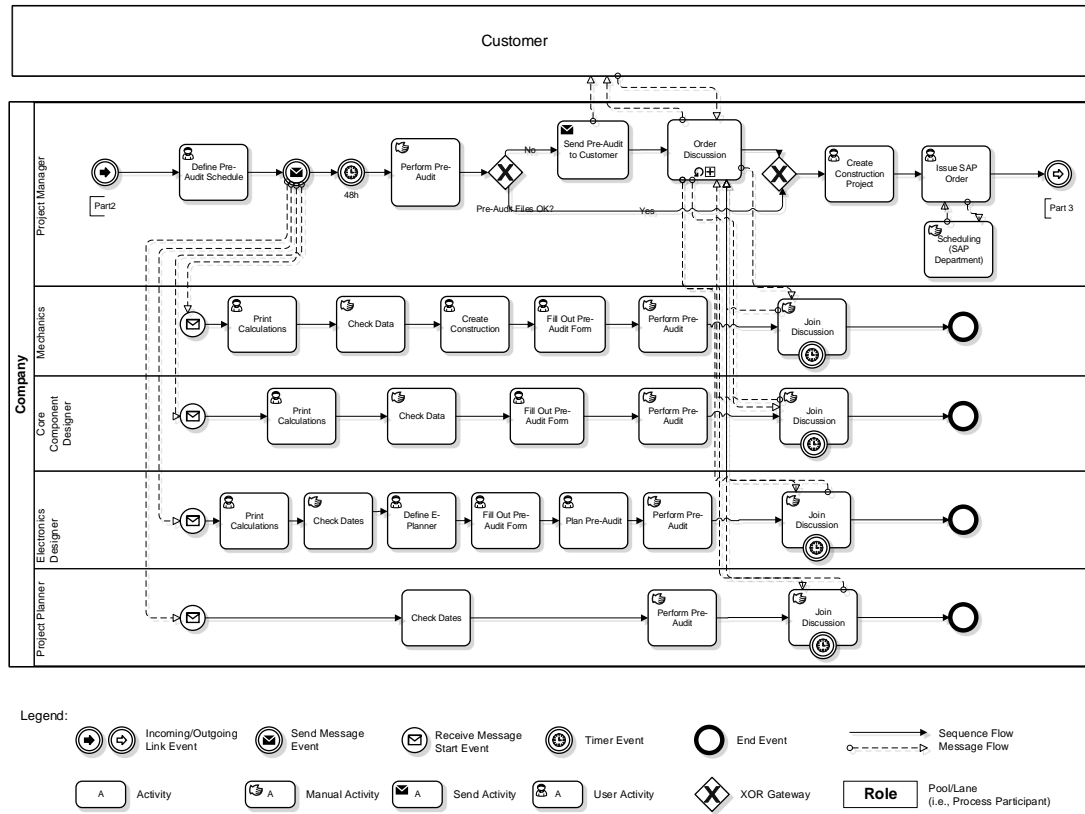 Customer
Company
Project Manager
Part2
Define Pre-
Audit Schedule
48h
Perform Pre-
Audit
No
Pre-Audit Files OK?
Yes
Send Pre-Audit
to Customer
Order
Discussion
Create
Construction
Project
Issue SAP
Order
Scheduling
(SAP
Department)
Part 3
Mechanics
Print
Calculations
Check Data
Create
Construction
Fill Out Pre-
Audit Form
Perform Pre-
Audit
Join
Discussion
Core
Component
Designer
Print
Calculations
Check Data
Fill Out Pre-
Audit Form
Perform Pre-
Audit
Join
Discussion
Electronics
Designer
Print
Calculations
Check Dates
Define E-
Planner
Fill Out Pre-
Audit Form
Plan Pre-Audit
Perform Pre-
Audit
Join
Discussion
Project Planner
Check Dates
Perform Pre-
Audit
Join
Discussion
Legend:
Incoming/Outgoing
Link Event
Send Message
Event
Receive Message
Start Event
Timer Event
End Event
Sequence Flow
Message Flow
A
Activity
A
Manual Activity
A
Send Activity
A
User Activity
X
XOR Gateway
Role
Pool/Lane
(i.e., Process Participant)